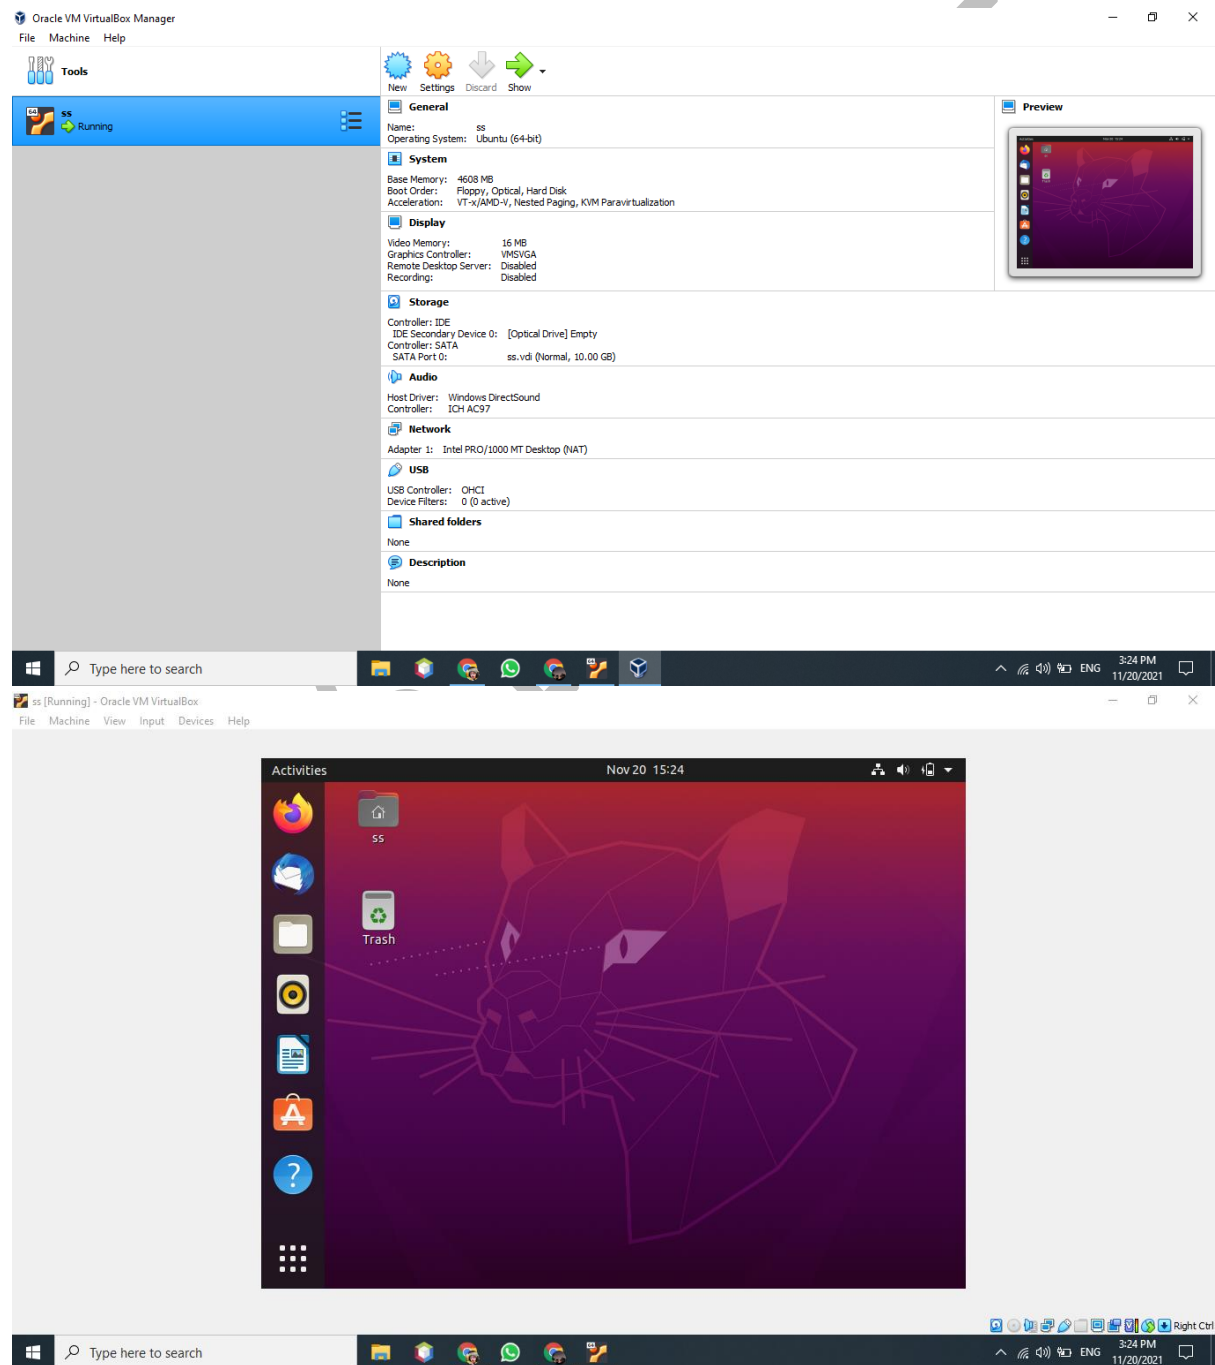 Oracle VM VirtualBox Manager
File Machine Help
Tools
New Settings Discard Show
64 ss
Running
General
Name: ss
Operating System: Ubuntu (64-bit)
System
Base Memory: 4608 MB
Boot Order: Floppy, Optical, Hard Disk
Acceleration: VT-x/AMD-V, Nested Paging, KVM Paravirtualization
Display
Video Memory: 16 MB
Graphics Controller: VMSVGA
Remote Desktop Server: Disabled
Recording: Disabled
Storage
Controller: IDE
IDE Secondary Device 0: [Optical Drive] Empty
Controller: SATA
SATA Port 0: ss.vdi (Normal, 10.00 GB)
Audio
Host Driver: Windows DirectSound
Controller: ICH AC97
Network
Adapter 1: Intel PRO/1000 MT Desktop (NAT)
USB
USB Controller: OHCI
Device Filters: 0 (0 active)
Shared folders
None
Description
None
Preview
Type here to search
ENG
3:24 PM
11/20/2021
ss [Running] - Oracle VM VirtualBox
File Machine View Input Devices Help
Activities
Nov 20 15:24
ss
Trash
Right Ctrl
Type here to search
ENG
3:24 PM
11/20/2021